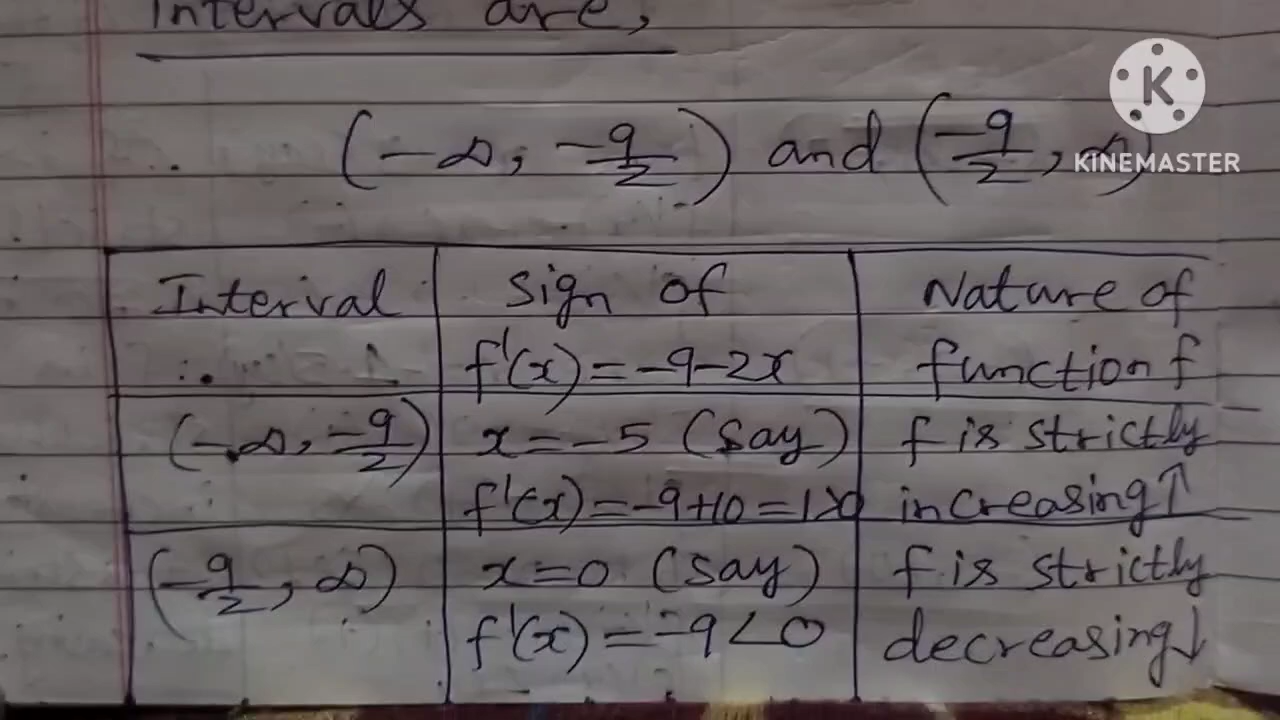 intervals are,
(-∞, -9/2) and (-9/2, ∞)
K
KINEMASTER
Interval
Sign of
f'(x) = -9-2x
Nature of
function f
(-∞, -9/2)
x = -5 (say)
f'(x) = -9+10 = 1>0
f is strictly
increasing↑
(-9/2, ∞)
x=0 (say)
f'(x) = -9<0
f is strictly
decreasing↓